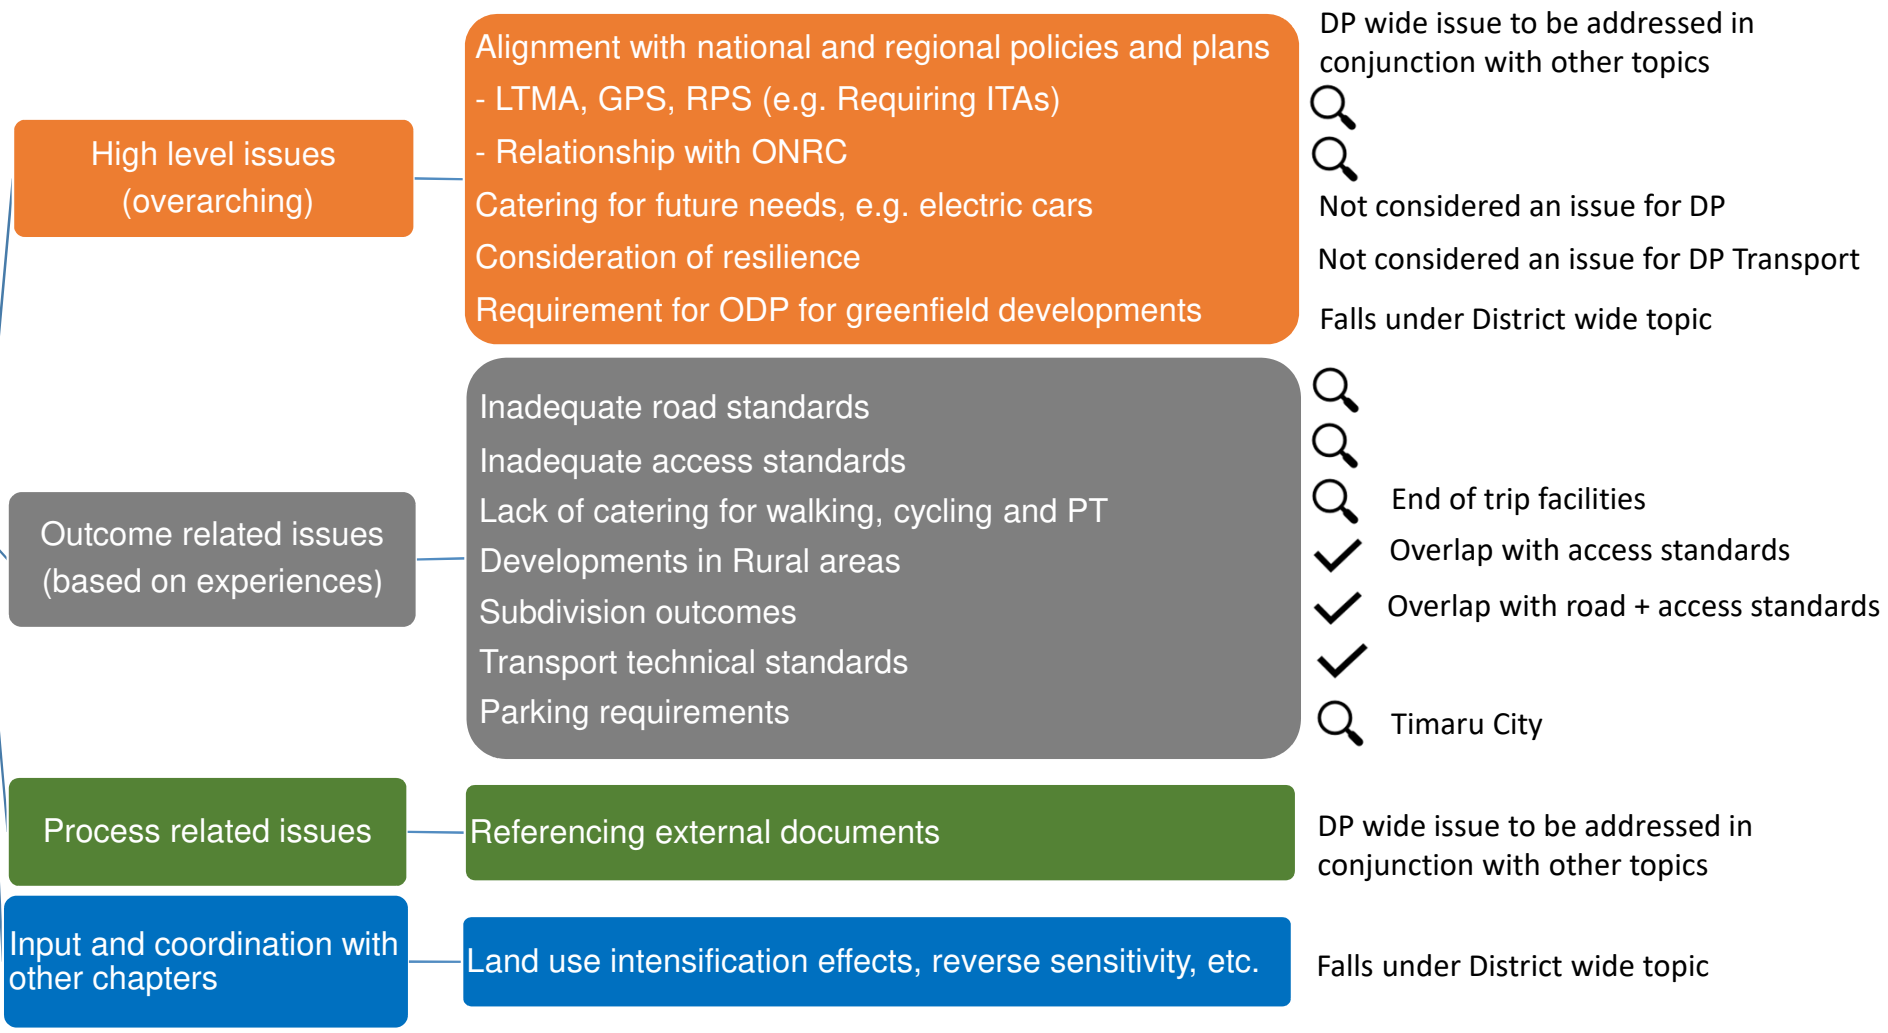 High level issues
(overarching)
Alignment with national and regional policies and plans
- LTMA, GPS, RPS (e.g. Requiring ITAs)
- Relationship with ONRC
Catering for future needs, e.g. electric cars
Consideration of resilience
Requirement for ODP for greenfield developments
DP wide issue to be addressed in
conjunction with other topics
Not considered an issue for DP
Not considered an issue for DP Transport
Falls under District wide topic
Outcome related issues
(based on experiences)
Inadequate road standards
Inadequate access standards
Lack of catering for walking, cycling and PT
Developments in Rural areas
Subdivision outcomes
Transport technical standards
Parking requirements
End of trip facilities
Overlap with access standards
Overlap with road + access standards
Timaru City
Process related issues
Referencing external documents
DP wide issue to be addressed in
conjunction with other topics
Input and coordination with
other chapters
Land use intensification effects, reverse sensitivity, etc.
Falls under District wide topic